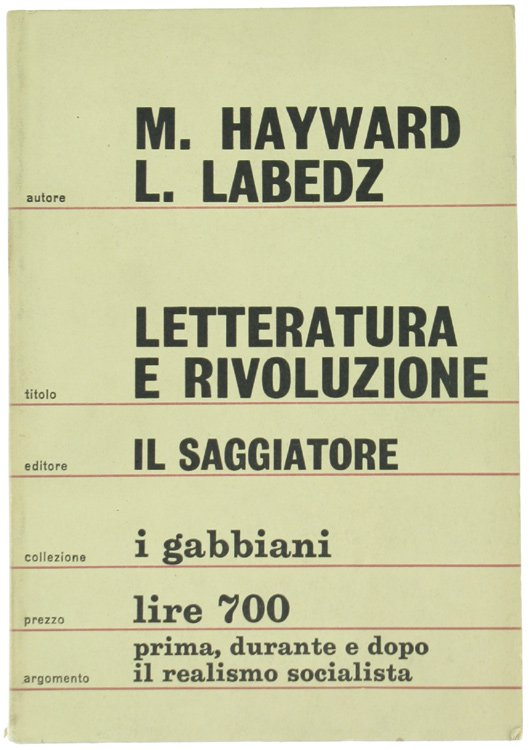 M. HAYWARD
autore L. LABEDZ
LETTERATURA
titolo E RIVOLUZIONE
editore IL SAGGIATORE
collezione i gabbiani
prezzo lire 700
prima, durante e dopo
argomento il realismo socialista